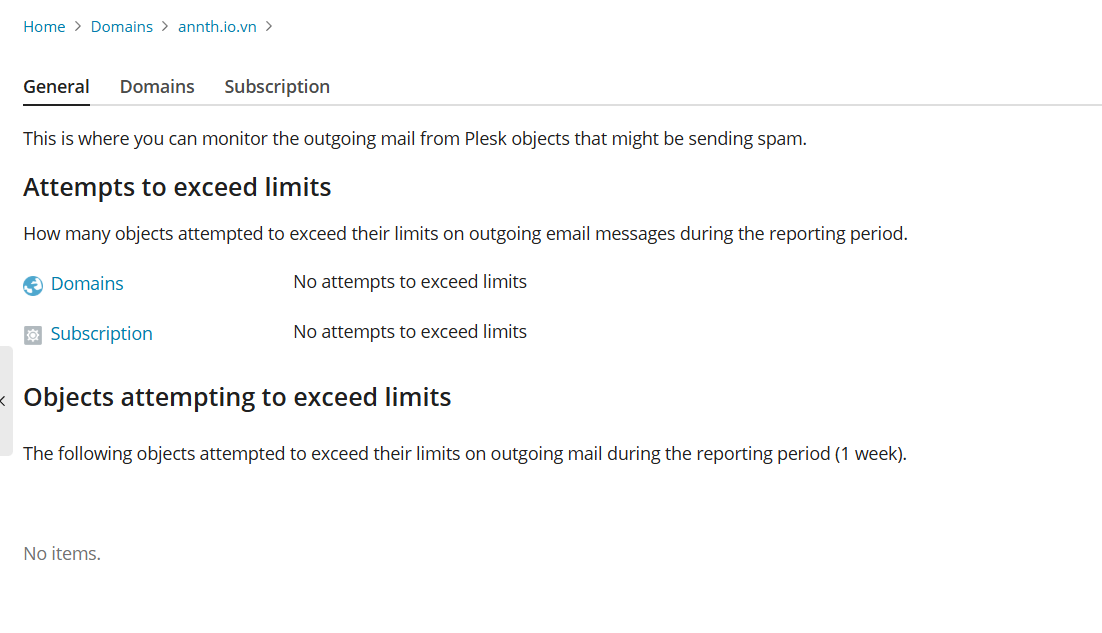 Home > Domains > annth.io.vn >
General Domains Subscription
This is where you can monitor the outgoing mail from Plesk objects that might be sending spam.
Attempts to exceed limits
How many objects attempted to exceed their limits on outgoing email messages during the reporting period.
Domains No attempts to exceed limits
Subscription No attempts to exceed limits
Objects attempting to exceed limits
The following objects attempted to exceed their limits on outgoing mail during the reporting period (1 week).
No items.